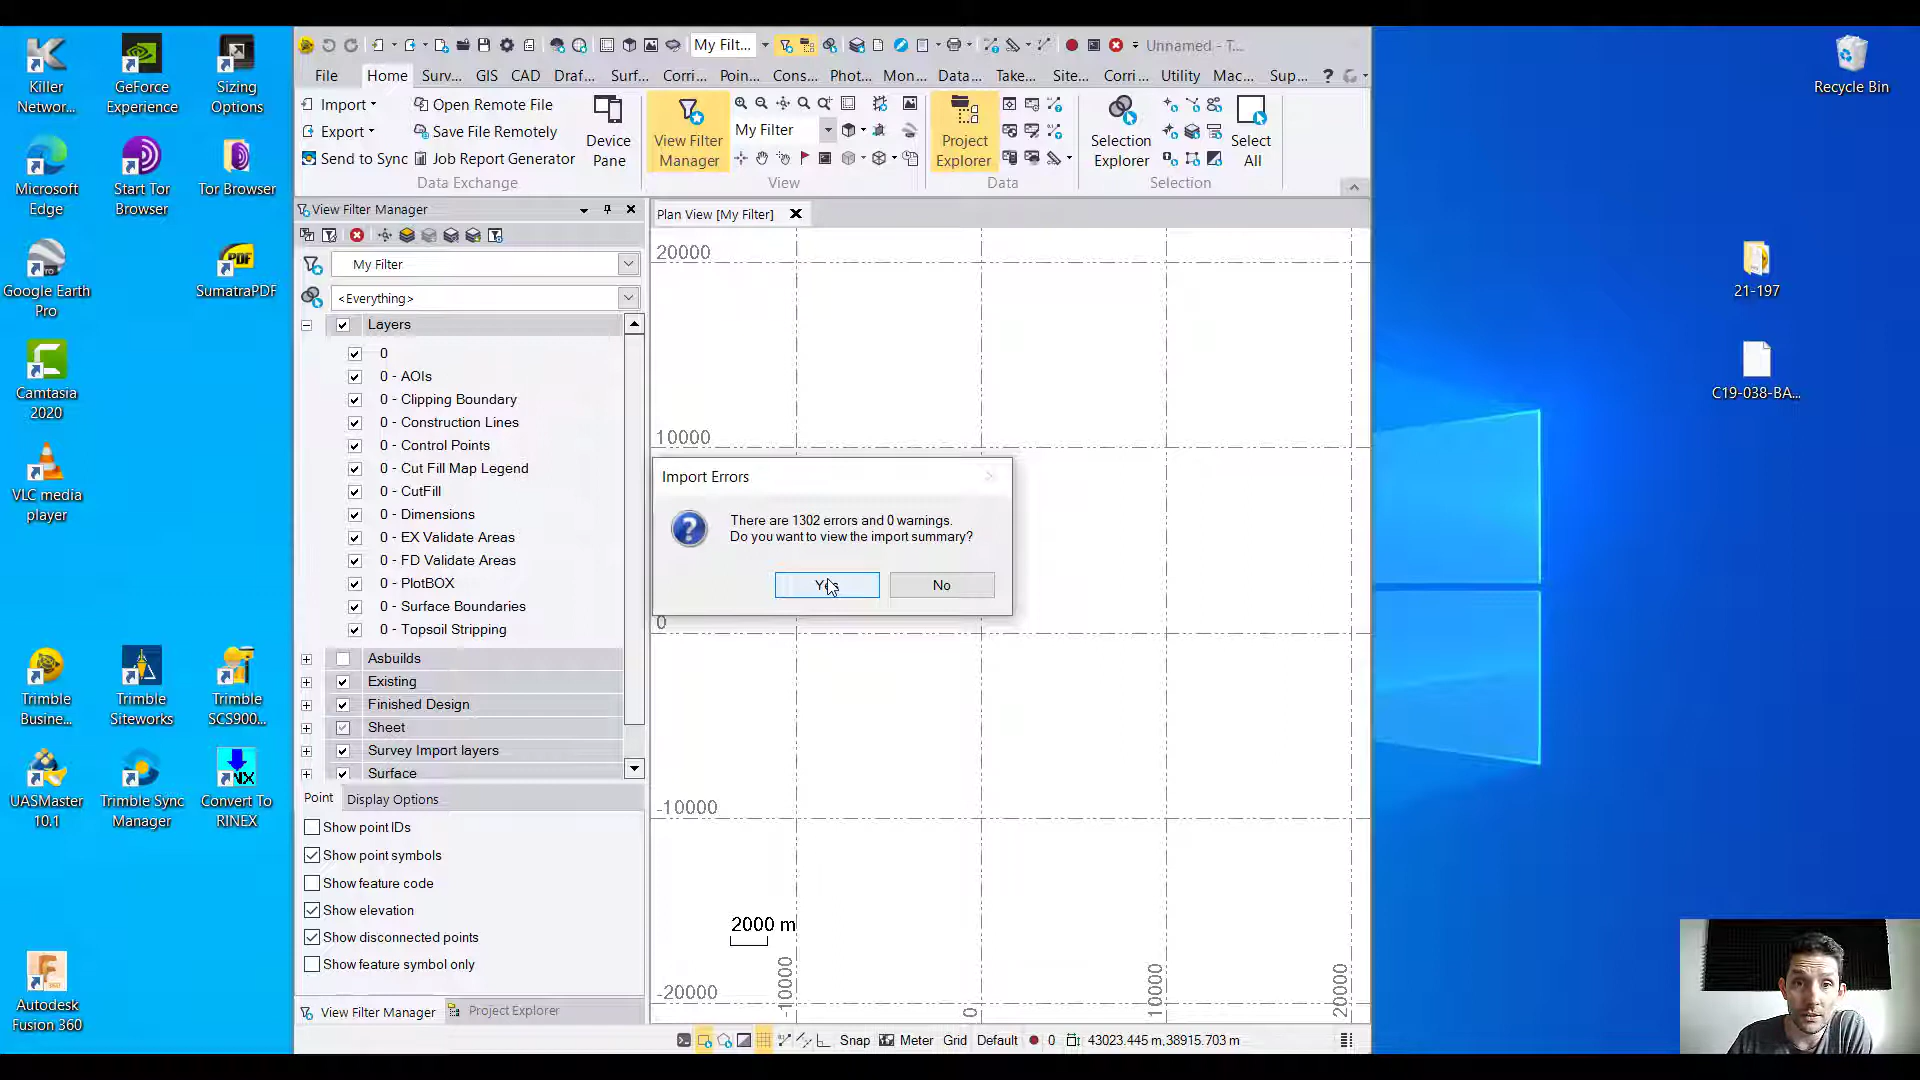 Killer
Networ...
GeForce
Experience
Sizing
Options
Microsoft
Edge
Start Tor
Browser
Tor Browser
Google Earth
Pro
SumatraPDF
Camtasia
2020
VLC media
player
Trimble
Busine...
Trimble
Siteworks
Trimble
SCS900...
UASMaster
10.1
Trimble Sync
Manager
Convert To
RINEX
Autodesk
Fusion 360
My Filt...
Unnamed - T...
File
Home
Surv...
GIS
CAD
Draf...
Surf...
Corri...
Poin...
Cons...
Phot...
Mon...
Data...
Take...
Site...
Corri...
Utility
Mac...
Sup...
Import
Export
Send to Sync
Open Remote File
Save File Remotely
Job Report Generator
Data Exchange
Device
Pane
View Filter
Manager
My Filter
View
Project
Explorer
Data
Selection
Explorer
Select
All
Selection
View Filter Manager
My Filter
<Everything>
Layers
0
0 - AOIs
0 - Clipping Boundary
0 - Construction Lines
0 - Control Points
0 - Cut Fill Map Legend
0 - CutFill
0 - Dimensions
0 - EX Validate Areas
0 - FD Validate Areas
0 - PlotBOX
0 - Surface Boundaries
0 - Topsoil Stripping
Asbuilds
Existing
Finished Design
Sheet
Survey Import layers
Surface
Point
Display Options
Show point IDs
Show point symbols
Show feature code
Show elevation
Show disconnected points
Show feature symbol only
View Filter Manager
Project Explorer
Plan View [My Filter]
20000
10000
0
-10000
-20000
2000 m
-10000
0
10000
20000
Import Errors
There are 1302 errors and 0 warnings.
Do you want to view the import summary?
Yes
No
Snap
Meter
Grid
Default
0
43023.445 m,38915.703 m
Recycle Bin
21-197
C19-038-BA...